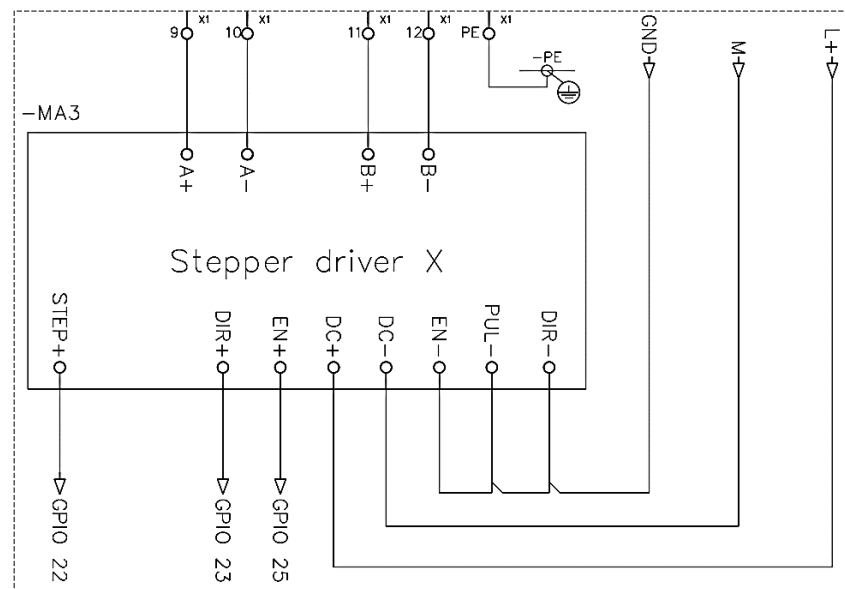 X1 X1 X1 X1 X1
9 10 11 12 PE
GND-
M-
L+-
-PE
-MA3
A+
A-
B+
B-
Stepper driver X
STEP+
DIR+
EN+
DC+
DC-
EN-
PUL-
DIR-
GPIO 22
GPIO 23
GPIO 25